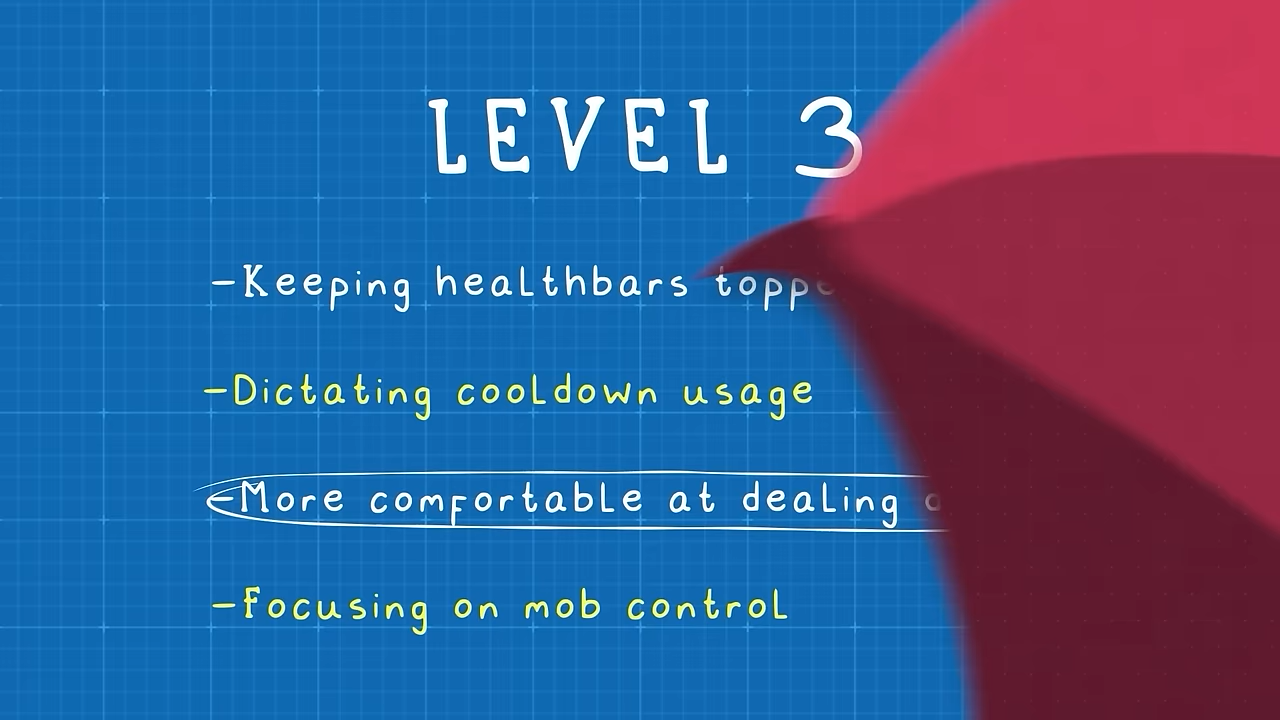 LEVEL 3
-Keeping healthbars
-Dictating cooldown usage
-More comfortable at dealing
-Focusing on mob control